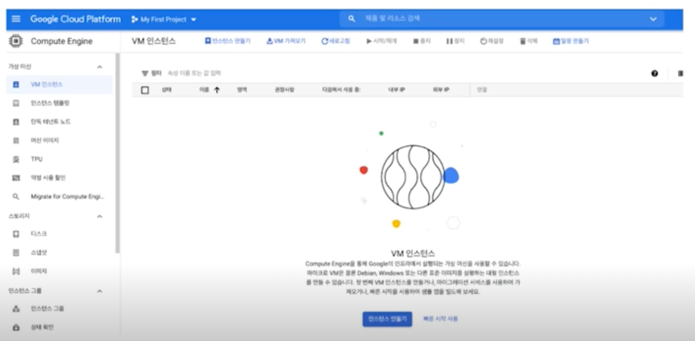 Google Cloud Platform
My First Project
제품 및 리소스 검색
Compute Engine
VM 인스턴스
인스턴스 만들기
VM 가져오기
새로고침
시작/재개
중지
정지
재설정
삭제
일정 만들기
가상 머신
VM 인스턴스
인스턴스 템플릿
단독 테넌트 노드
머신 이미지
TPU
약정 사용 할인
Migrate for Compute Engi...
스토리지
디스크
스냅샷
이미지
인스턴스 그룹
인스턴스 그룹
상태 확인
필터 속성 이름 또는 값 입력
상태 이름 영역 권장사항 다음에서 사용 중: 내부 IP 외부 IP 연결
VM 인스턴스
Compute Engine을 통해 Google의 인프라에서 실행되는 가상 머신을 사용할 수 있습니다.
마이크로 VM은 물론 Debian, Windows 또는 다른 표준 이미지를 실행하는 대형 인스턴스
를 만들 수 있습니다. 첫 번째 VM 인스턴스를 만들거나, 마이그레이션 서비스를 사용하여 가
져오거나, 빠른 시작을 사용하여 샘플 앱을 빌드해 보세요.
인스턴스 만들기
빠른 시작 사용